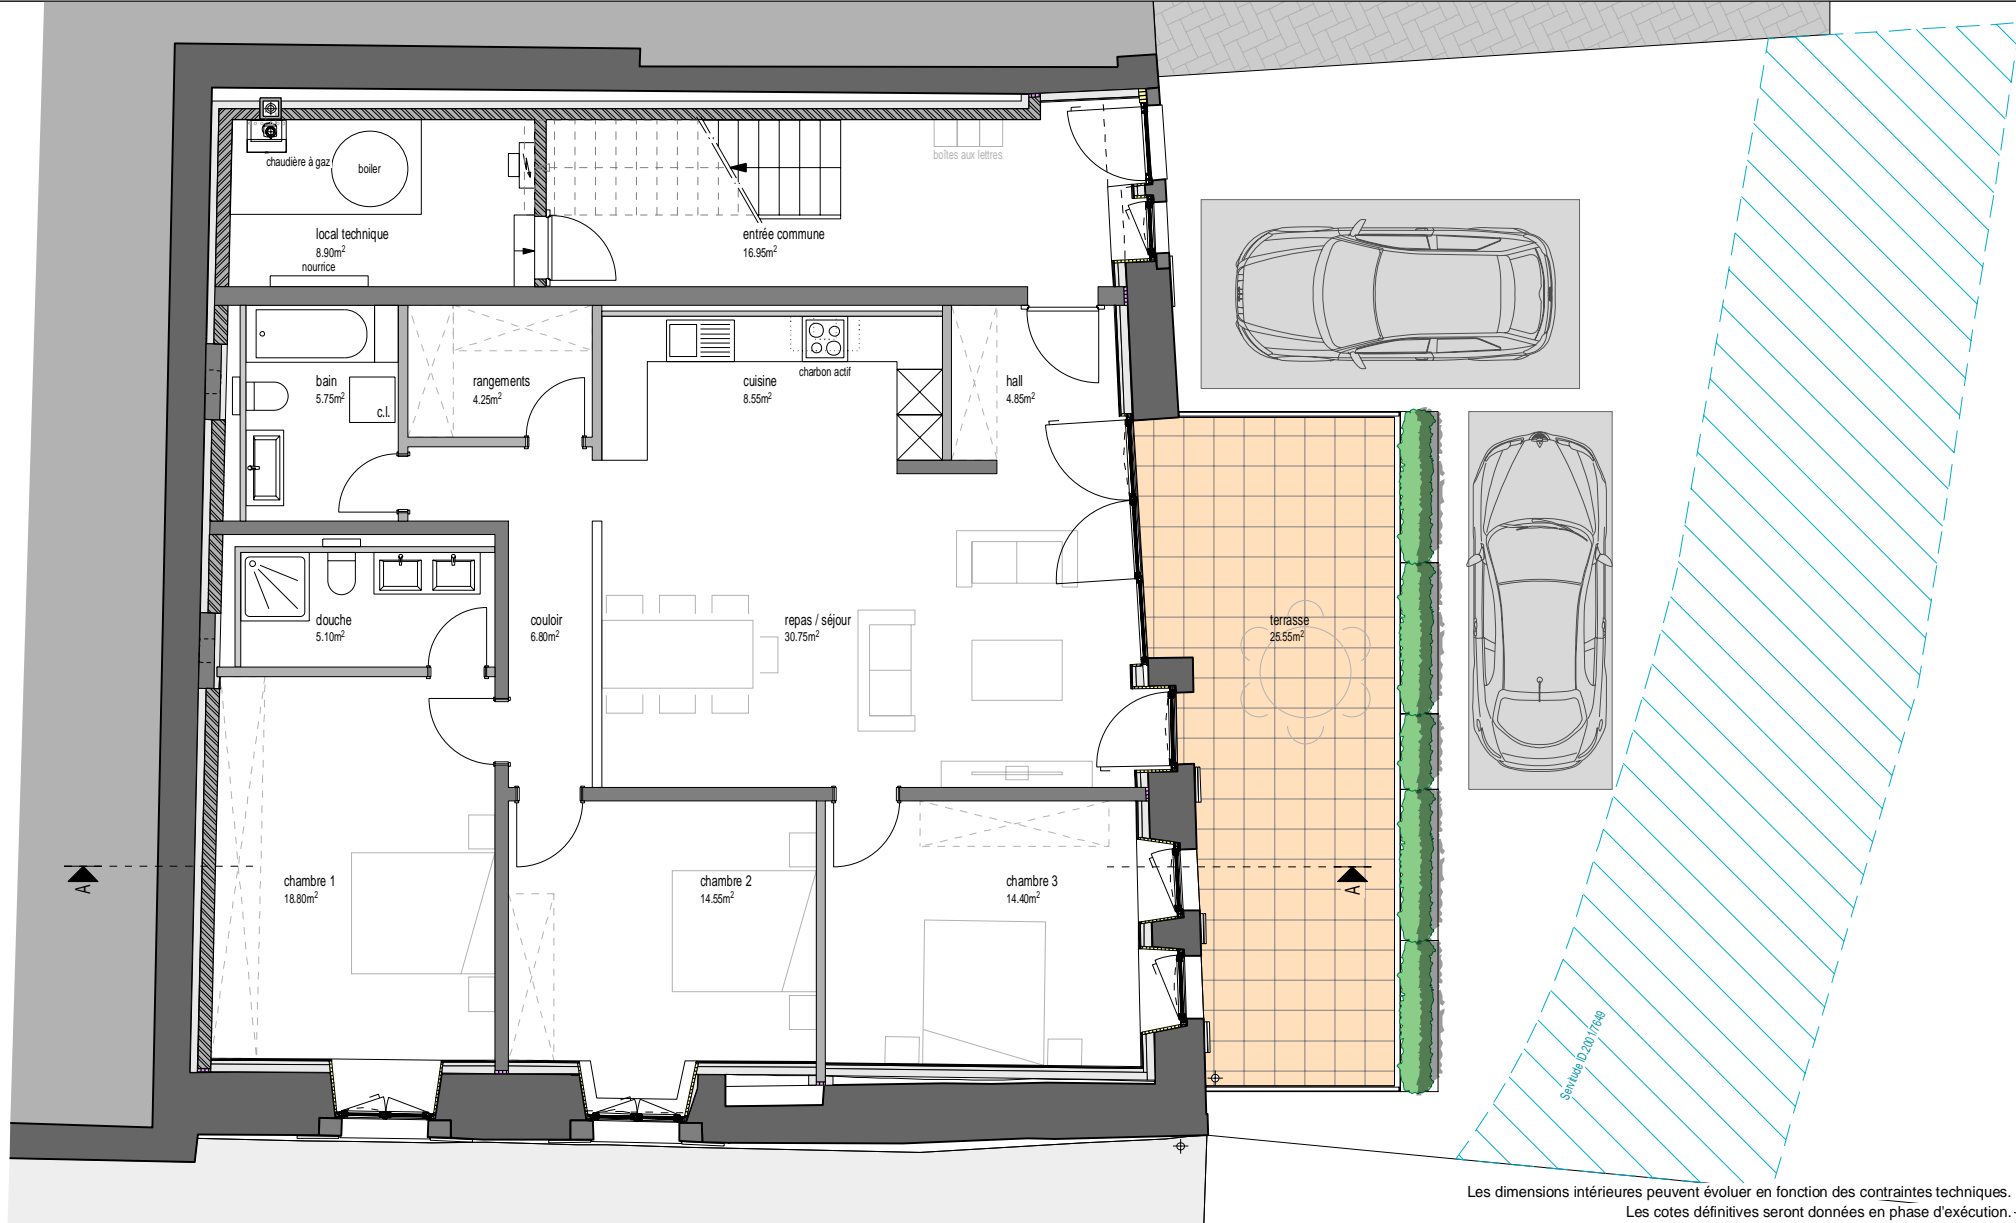 chaudière à gaz
boiler
boîtes aux lettres
local technique
8.90m²
nourrice
entrée commune
16.95m²
bain
5.75m²
c.l.
rangements
4.25m²
cuisine
8.55m²
charbon actif
hall
4.85m²
douche
5.10m²
couloir
6.80m²
repas / séjour
30.75m²
terrasse
25.55m²
chambre 1
18.80m²
chambre 2
14.55m²
chambre 3
14.40m²
A
A
Servitude ID.2001/7649
Les dimensions intérieures peuvent évoluer en fonction des contraintes techniques.
Les cotes définitives seront données en phase d'exécution.